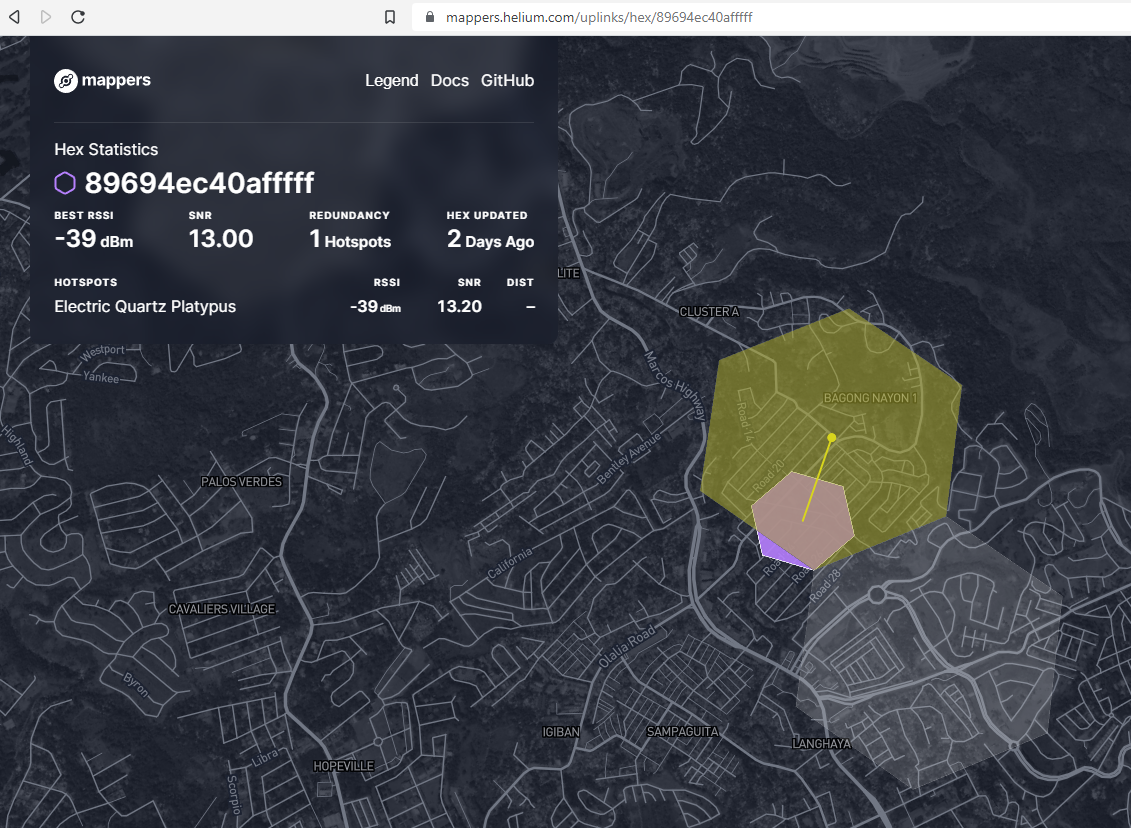 mappers.helium.com/uplinks/hex/89694ec40afffff
mappers
Legend Docs GitHub
Hex Statistics
89694ec40afffff
BEST RSSI SNR REDUNDANCY HEX UPDATED
-39 dBm 13.00 1 Hotspots 2 Days Ago
HOTSPOTS RSSI SNR DIST
Electric Quartz Platypus -39 dBm 13.20 –
LITE
CLUSTER A
Westport
Yankee
Marcos Highway
BAGONG NAYON 1
Road 14
Highland
Bentley Avenue
Road 20
PALOS VERDES
California
Roa
Roa
Road 28
CAVALIERS VILLAGE
Olalia Road
Byron
IGIBAN
SAMPAGUITA
LANGHAYA
Libra
HOPEVILLE
Scorpio